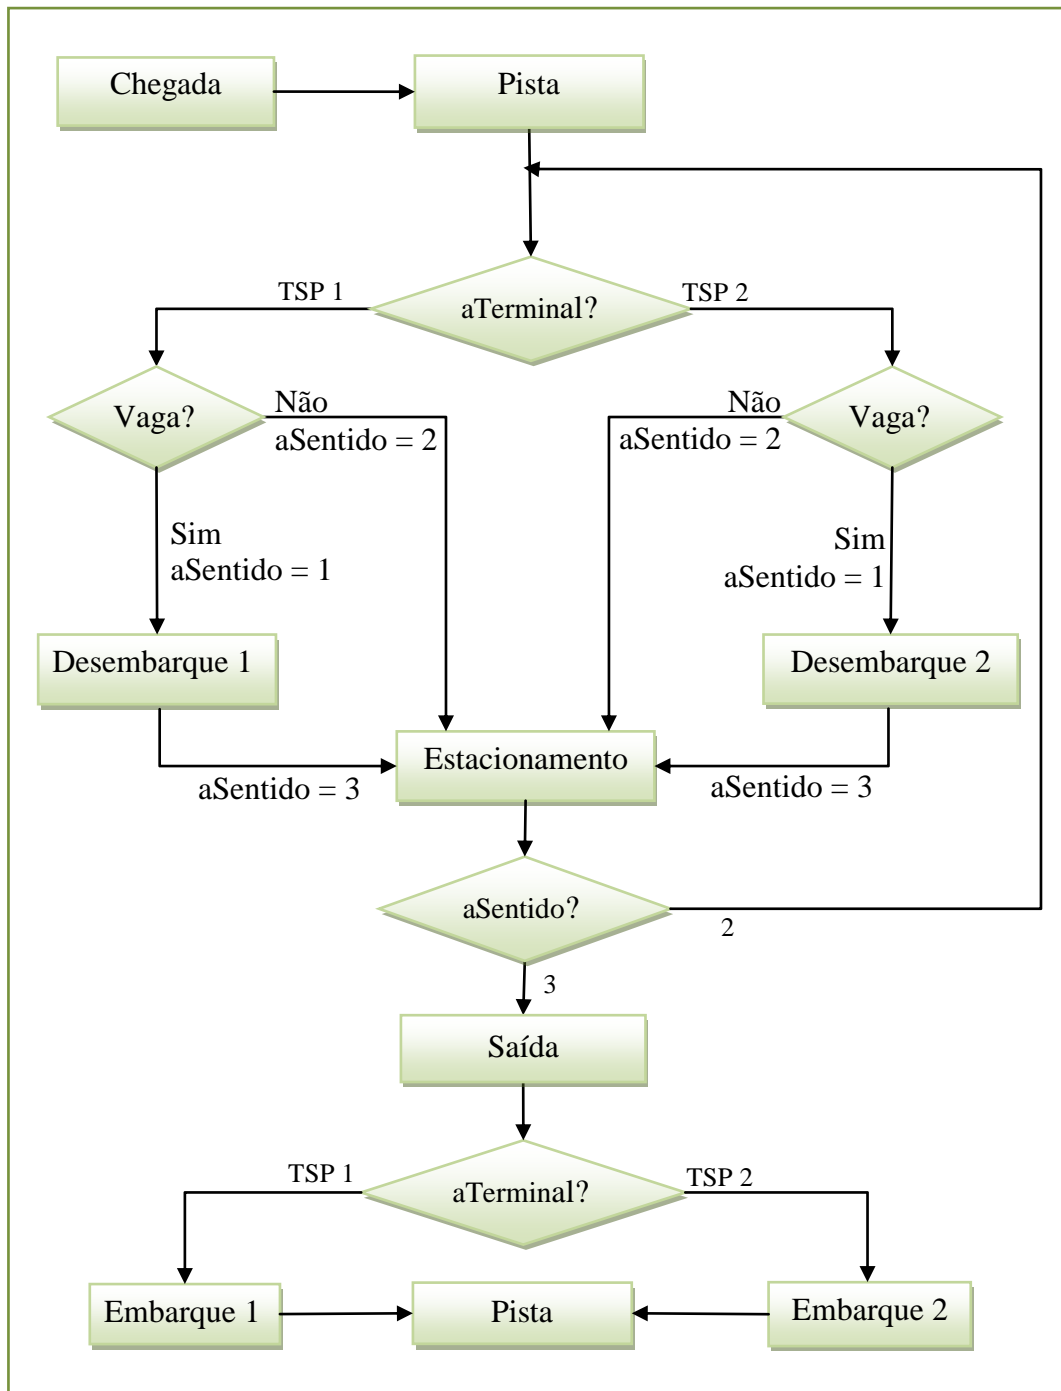 Chegada
Pista
TSP 1
aTerminal?
TSP 2
Vaga?
Não
aSentido = 2
Não
aSentido = 2
Vaga?
Sim
aSentido = 1
Sim
aSentido = 1
Desembarque 1
Desembarque 2
Estacionamento
aSentido = 3
aSentido = 3
aSentido?
2
3
Saída
TSP 1
aTerminal?
TSP 2
Embarque 1
Pista
Embarque 2